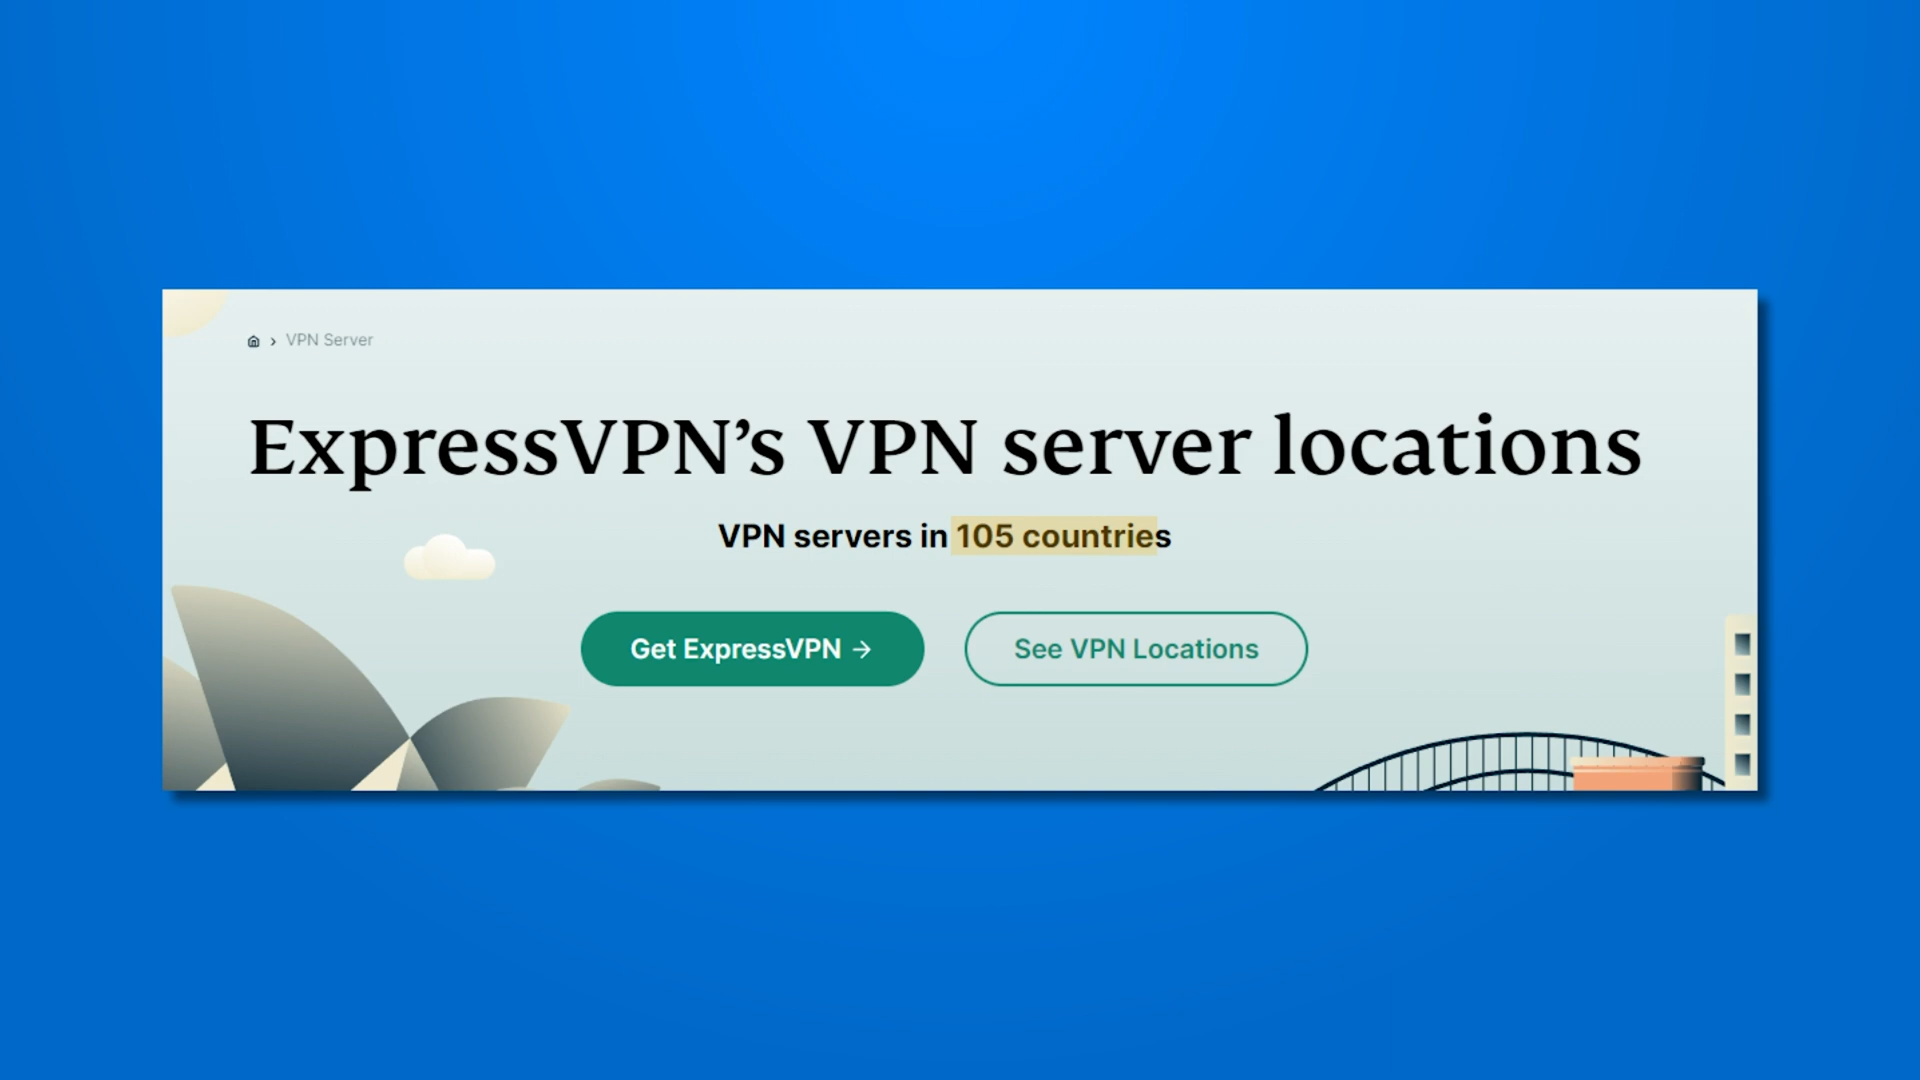 VPN Server
ExpressVPN’s VPN server locations
VPN servers in 105 countries
Get ExpressVPN →
See VPN Locations